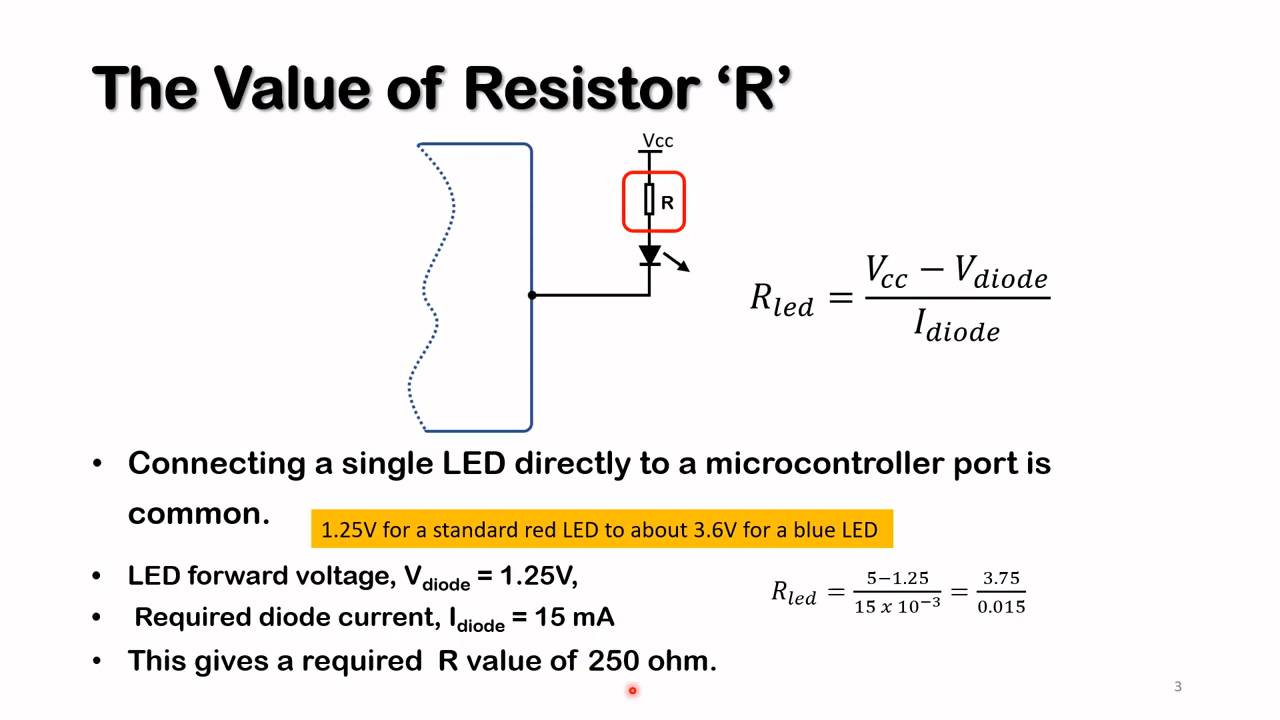 The Value of Resistor ‘R’
Vcc
R
R_led = (V_cc − V_diode) / I_diode
• Connecting a single LED directly to a microcontroller port is
common.
1.25V for a standard red LED to about 3.6V for a blue LED
• LED forward voltage, V_diode = 1.25V,
• Required diode current, I_diode = 15 mA
R_led = (5−1.25) / (15 x 10^−3) = 3.75 / 0.015
• This gives a required R value of 250 ohm.
3